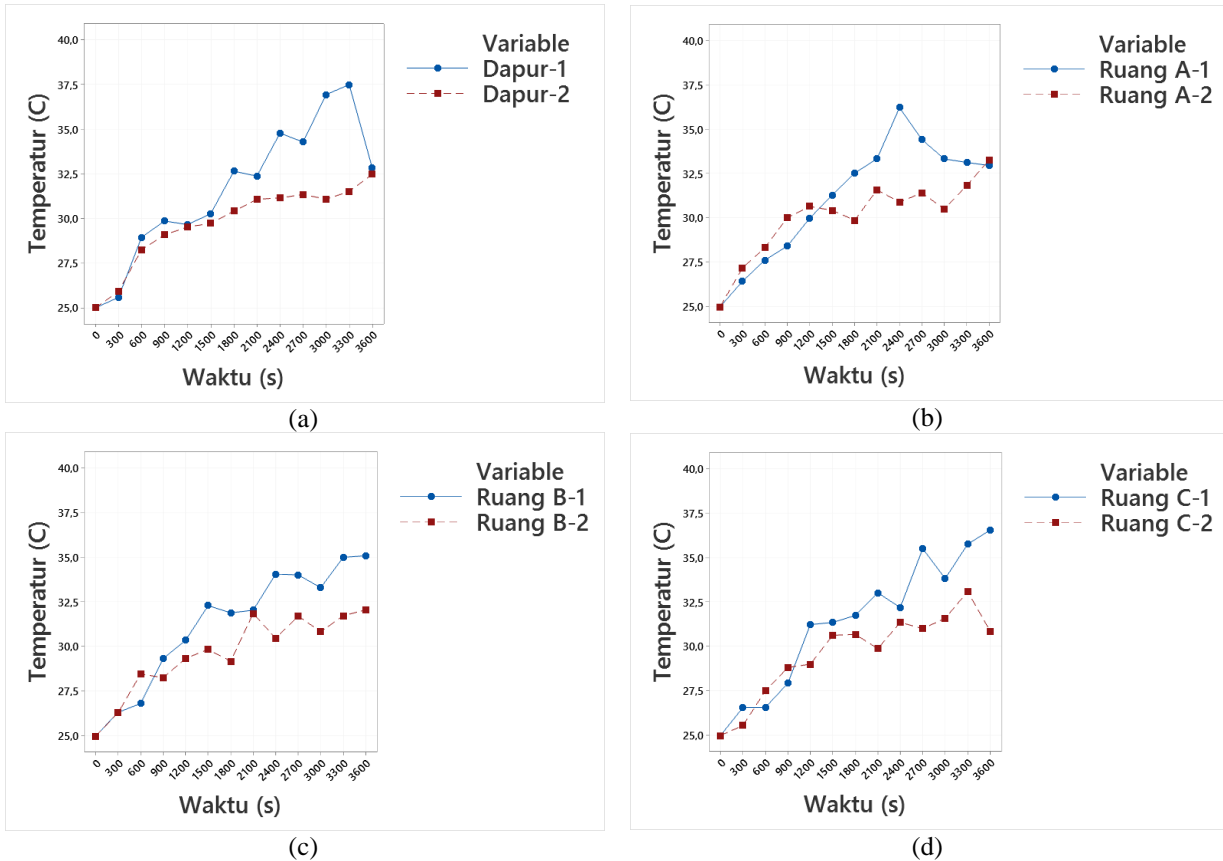 40,0
37,5
35,0
32,5
30,0
27,5
25,0
Temperatur (C)
0 300 600 900 1200 1500 1800 2100 2400 2700 3000 3300 3600
Waktu (s)
Variable
Dapur-1
Dapur-2
(a)
40,0
37,5
35,0
32,5
30,0
27,5
25,0
Temperatur (C)
0 300 600 900 1200 1500 1800 2100 2400 2700 3000 3300 3600
Waktu (s)
Variable
Ruang A-1
Ruang A-2
(b)
40,0
37,5
35,0
32,5
30,0
27,5
25,0
Temperatur (C)
0 300 600 900 1200 1500 1800 2100 2400 2700 3000 3300 3600
Waktu (s)
Variable
Ruang B-1
Ruang B-2
(c)
40,0
37,5
35,0
32,5
30,0
27,5
25,0
Temperatur (C)
0 300 600 900 1200 1500 1800 2100 2400 2700 3000 3300 3600
Waktu (s)
Variable
Ruang C-1
Ruang C-2
(d)